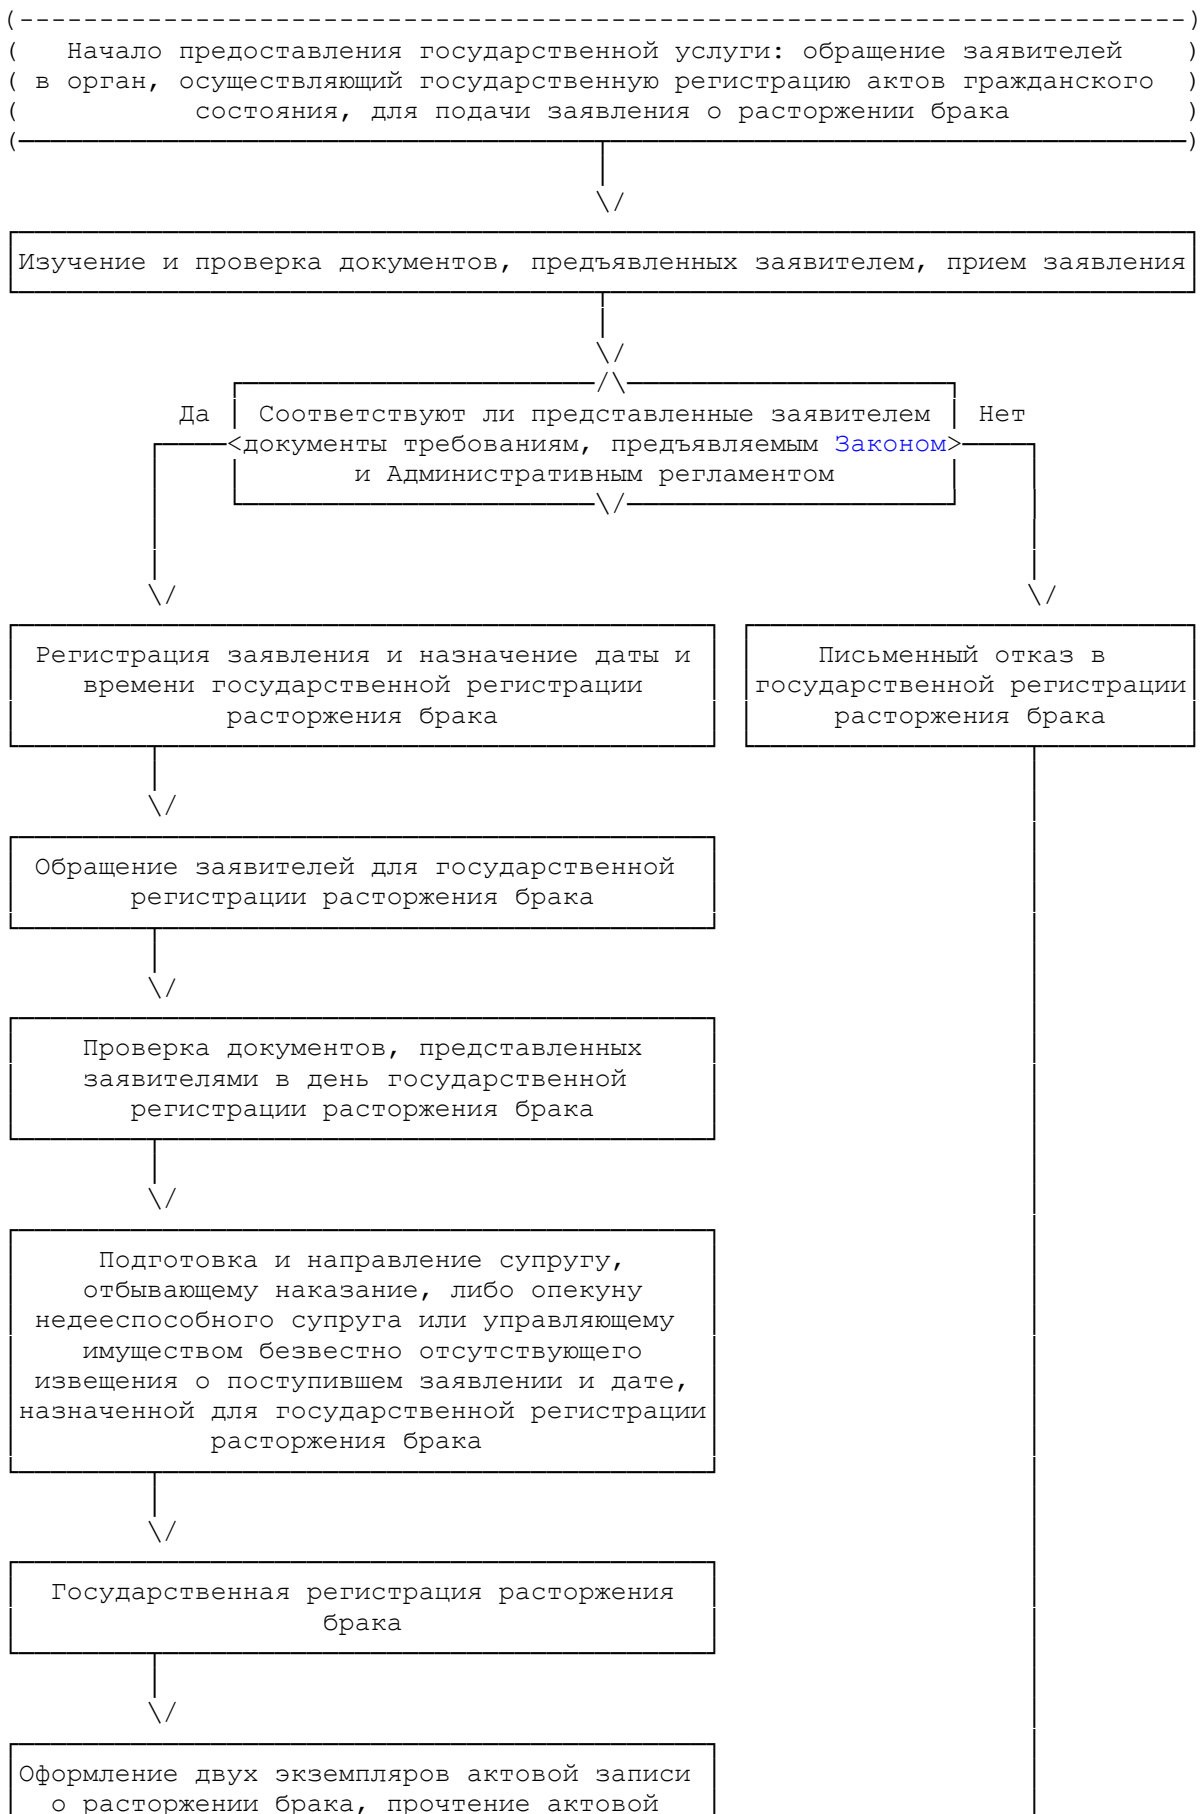 Начало предоставления государственной услуги: обращение заявителей
в орган, осуществляющий государственную регистрацию актов гражданского
состояния, для подачи заявления о расторжении брака
Изучение и проверка документов, предъявленных заявителем, прием заявления
Да
Соответствуют ли представленные заявителем
Нет
документы требованиям, предъявляемым Законом
и Административным регламентом
Регистрация заявления и назначение даты и
времени государственной регистрации
расторжения брака
Письменный отказ в
государственной регистрации
расторжения брака
Обращение заявителей для государственной
регистрации расторжения брака
Проверка документов, представленных
заявителями в день государственной
регистрации расторжения брака
Подготовка и направление супругу,
отбывающему наказание, либо опекуну
недееспособного супруга или управляющему
имуществом безвестно отсутствующего
извещения о поступившем заявлении и дате,
назначенной для государственной регистрации
расторжения брака
Государственная регистрация расторжения
брака
Оформление двух экземпляров актовой записи
о расторжении брака, прочтение актовой